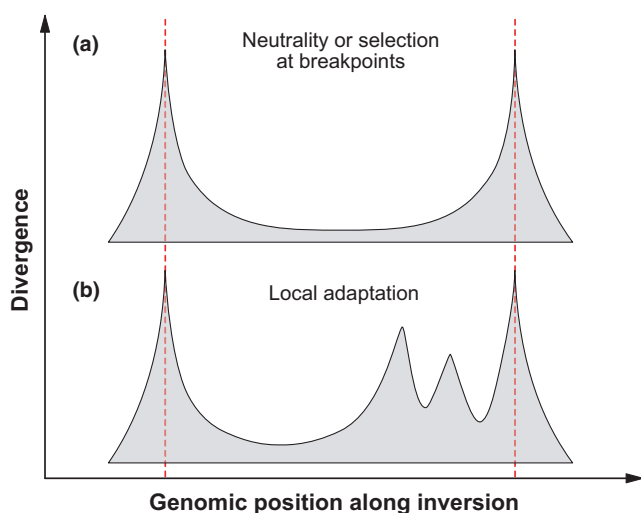 (a)
Neutrality or selection
at breakpoints
(b)
Local adaptation
Divergence
Genomic position along inversion